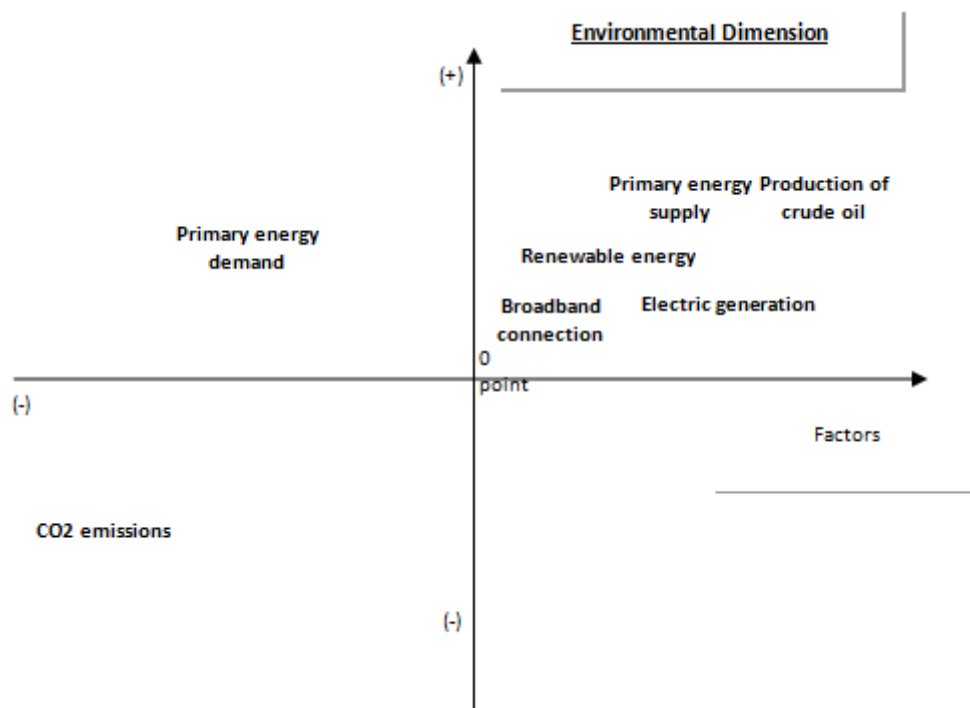 Environmental Dimension
(+)
Primary energy
supply
Production of
crude oil
Primary energy
demand
Renewable energy
Broadband
connection
Electric generation
0
point
(-)
Factors
CO2 emissions
(-)